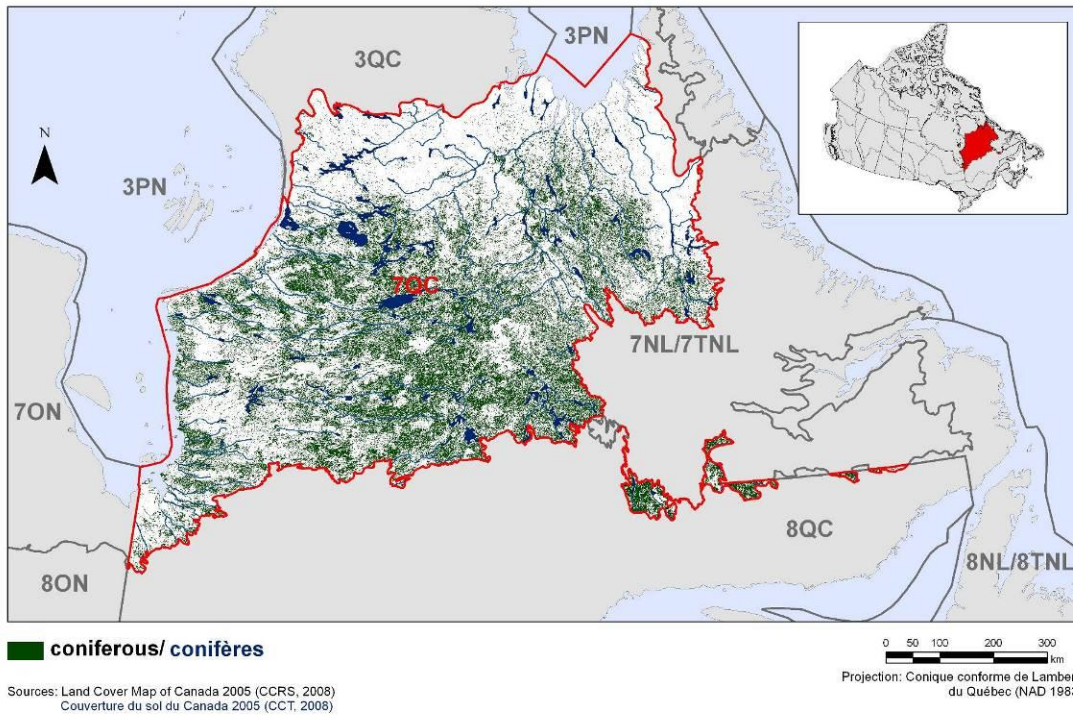 3PN
3QC
N
3PN
7QC
7NL/7TNL
7ON
8QC
8ON
8NL/8TNL
coniferous/ conifères
0 50 100 200 300
km
Projection: Conique conforme de Lamber
du Québec (NAD 1983
Sources: Land Cover Map of Canada 2005 (CCRS, 2008)
Couverture du sol du Canada 2005 (CCT, 2008)